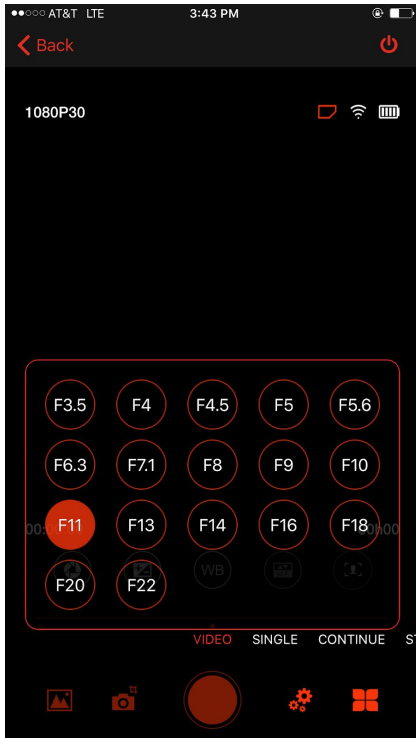 AT&T LTE 3:43 PM
Back
1080P30
F3.5 F4 F4.5 F5 F5.6
F6.3 F7.1 F8 F9 F10
F11 F13 F14 F16 F18
WB
F20 F22
VIDEO SINGLE CONTINUE